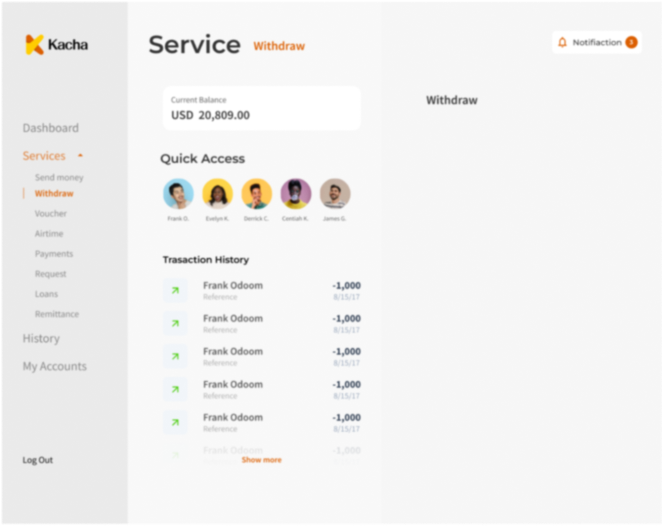 Kacha
Service Withdraw
Notifiaction 3
Current Balance
USD 20,809.00
Withdraw
Dashboard
Services
Send money
Withdraw
Voucher
Airtime
Payments
Request
Loans
Remittance
History
My Accounts
Log Out
Quick Access
Frank O. Evelyn K. Derrick C. James G.
Trasaction History
Frank Odoom -1,000
Reference 8/15/17
Frank Odoom -1,000
Reference 8/15/17
Frank Odoom -1,000
Reference 8/15/17
Frank Odoom -1,000
Reference 8/15/17
Frank Odoom -1,000
Reference 8/15/17
Frank Odoom -1,000
Show more